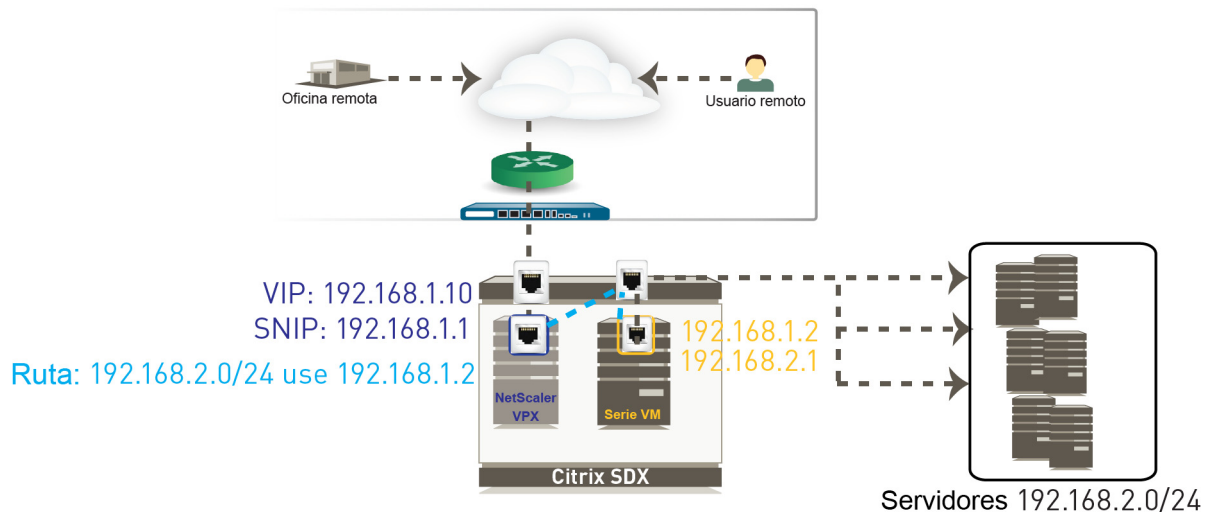 Oficina remota
Usuario remoto
VIP: 192.168.1.10
SNIP: 192.168.1.1
Ruta: 192.168.2.0/24 use 192.168.1.2
192.168.1.2
192.168.2.1
NetScaler
VPX
Serie VM
Citrix SDX
Servidores 192.168.2.0/24